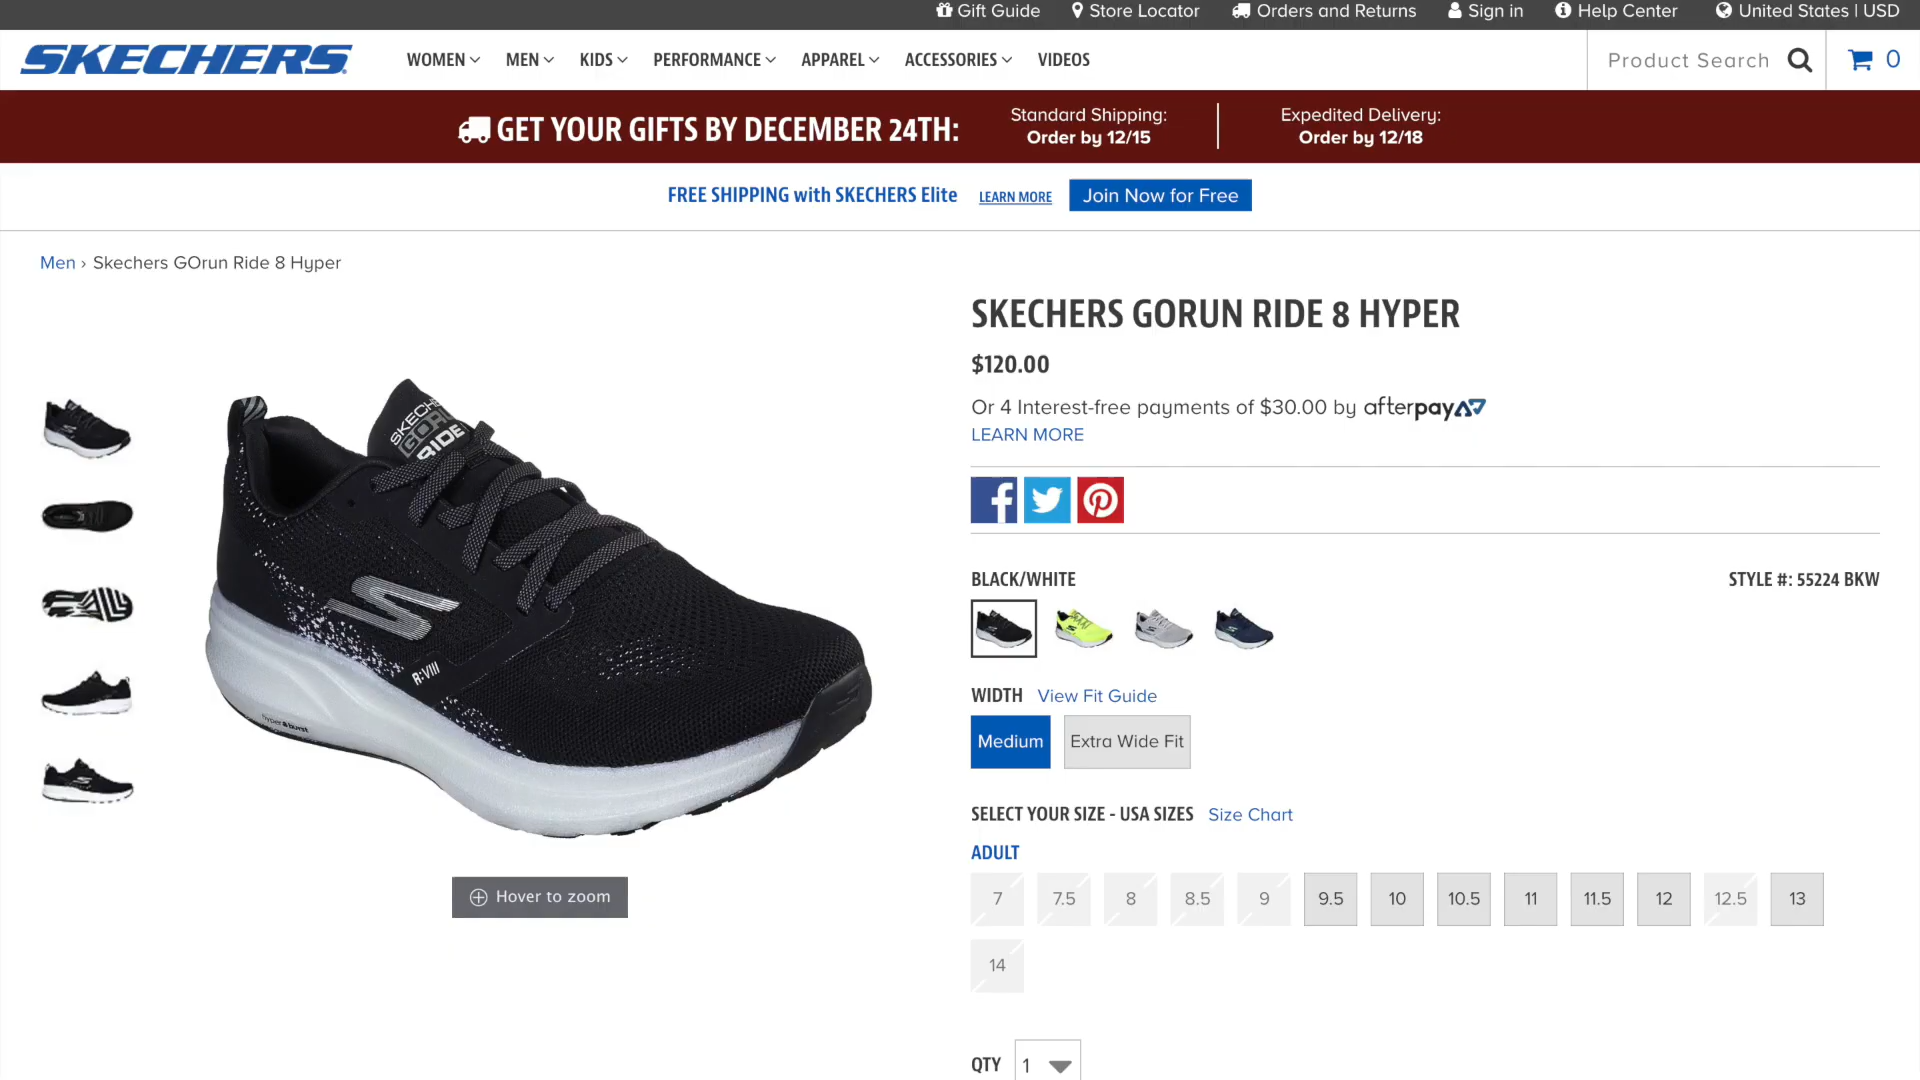 Gift Guide Store Locator Orders and Returns Sign in Help Center United States | USD
SKECHERS WOMEN MEN KIDS PERFORMANCE APPAREL ACCESSORIES VIDEOS Product Search 0
GET YOUR GIFTS BY DECEMBER 24TH:
Standard Shipping:
Order by 12/15
Expedited Delivery:
Order by 12/18
FREE SHIPPING with SKECHERS Elite LEARN MORE Join Now for Free
Men › Skechers GOrun Ride 8 Hyper
SKECHERS
GORUN
RIDE
R:VIII
hyper burst
Hover to zoom
SKECHERS GORUN RIDE 8 HYPER
$120.00
Or 4 Interest-free payments of $30.00 by afterpay
LEARN MORE
BLACK/WHITE STYLE #: 55224 BKW
WIDTH View Fit Guide
Medium Extra Wide Fit
SELECT YOUR SIZE - USA SIZES Size Chart
ADULT
7 7.5 8 8.5 9 9.5 10 10.5 11 11.5 12 12.5 13
14
QTY 1